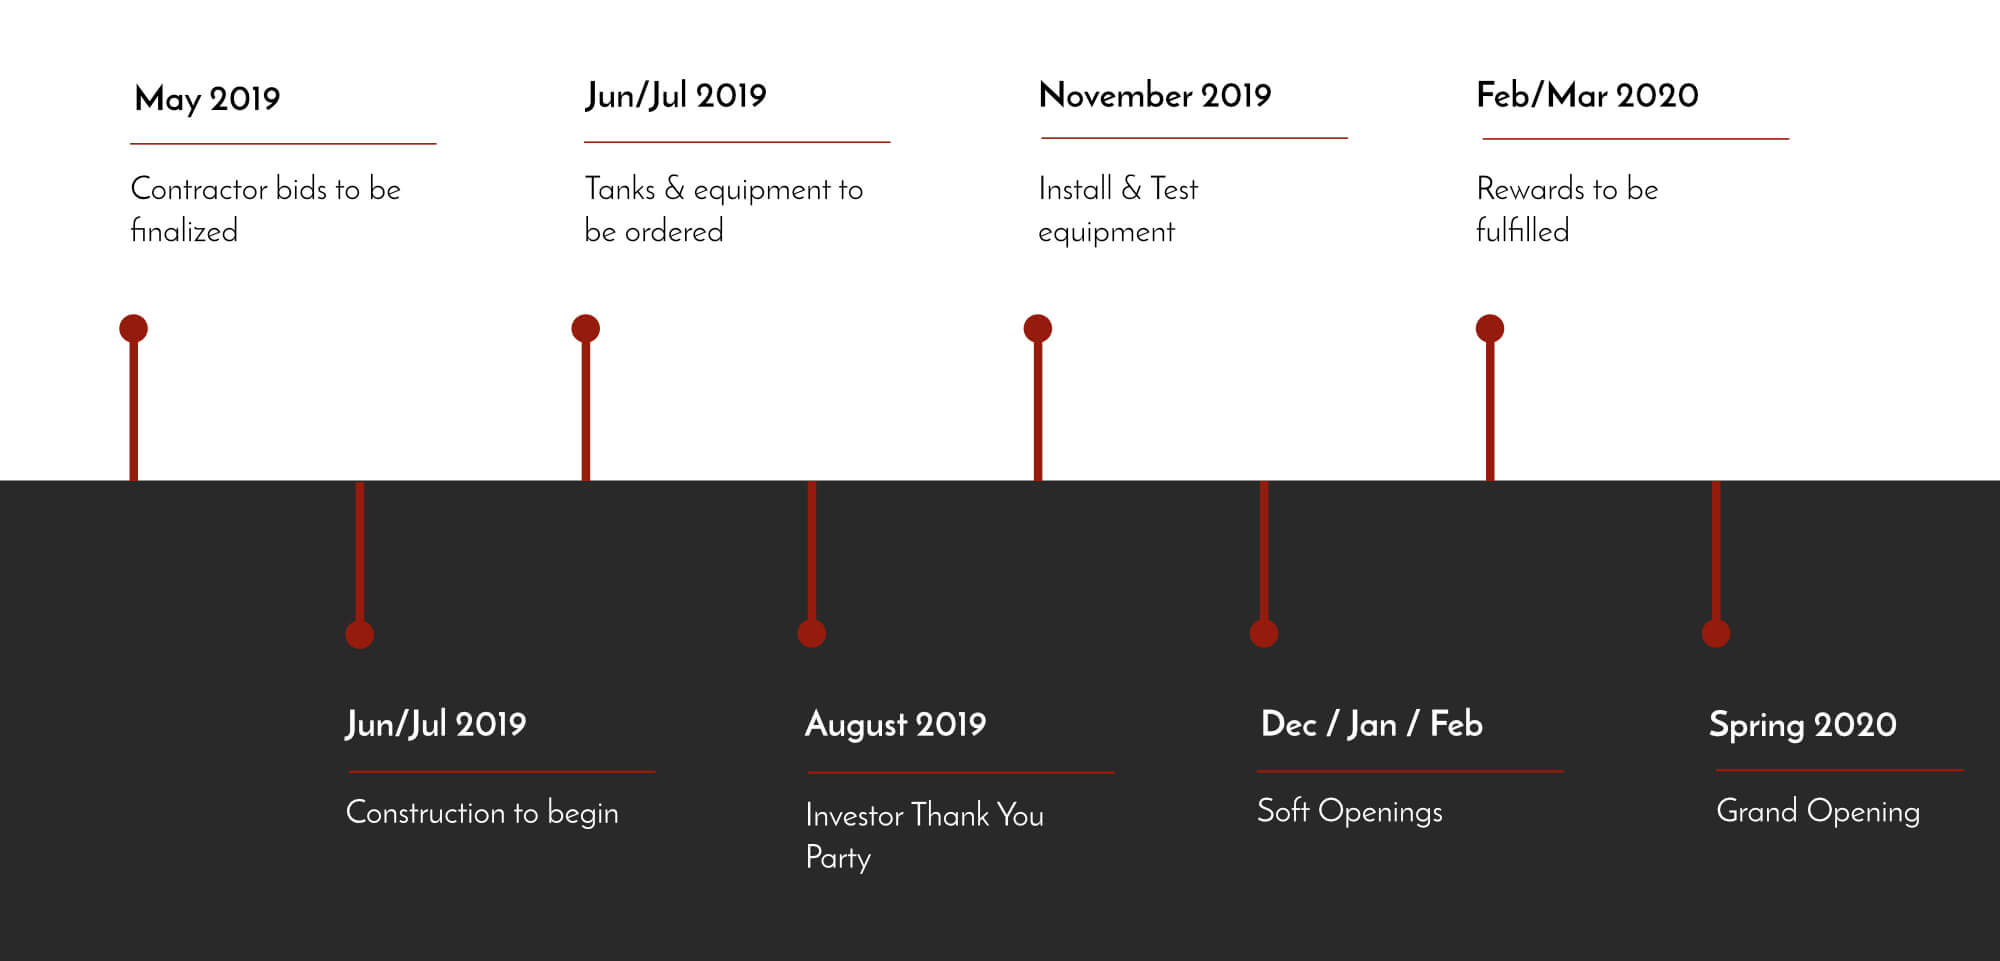 May 2019
Contractor bids to be
finalized
Jun/Jul 2019
Tanks & equipment to
be ordered
November 2019
Install & Test
equipment
Feb/Mar 2020
Rewards to be
fulfilled
Jun/Jul 2019
Construction to begin
August 2019
Investor Thank You
Party
Dec / Jan / Feb
Soft Openings
Spring 2020
Grand Opening